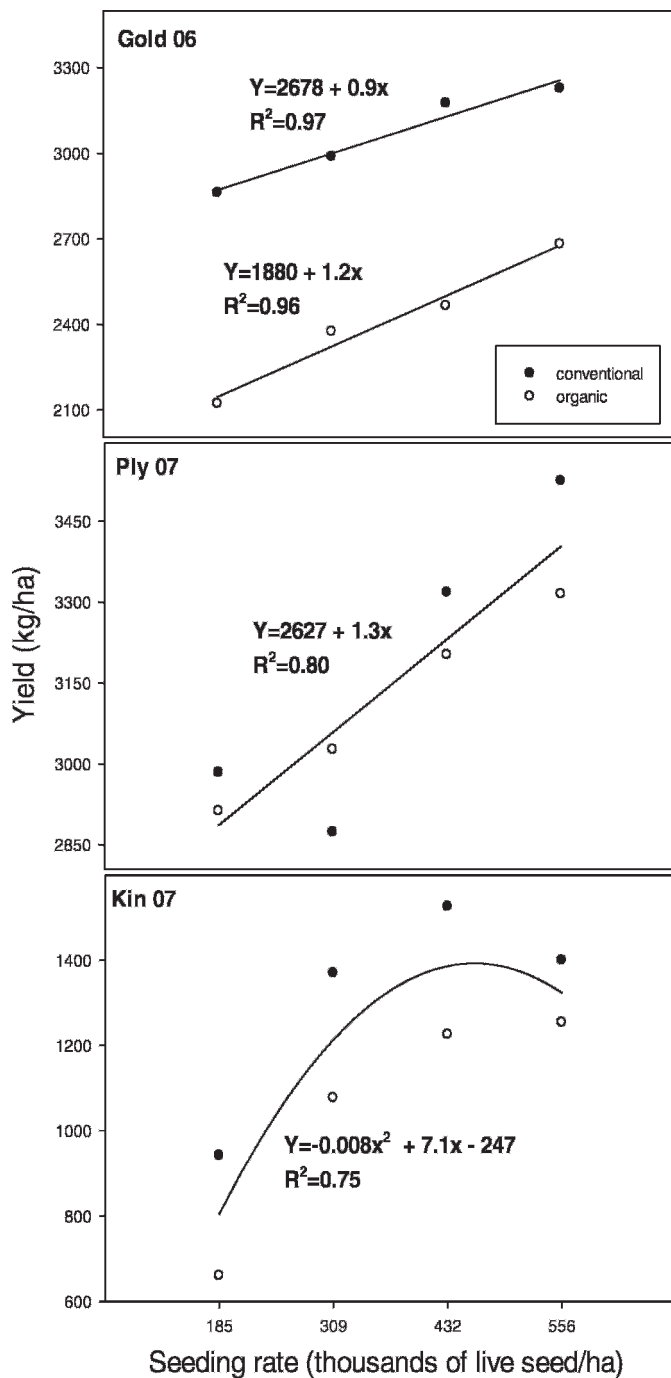 Gold 06
3300
Y=2678 + 0.9x
R²=0.97
3000
2700
Y=1880 + 1.2x
R²=0.96
2400
conventional
organic
2100
Ply 07
3450
3300
Y=2627 + 1.3x
R²=0.80
3150
3000
2850
Yield (kg/ha)
Kin 07
1400
1200
1000
Y=-0.008x² + 7.1x - 247
R²=0.75
800
600
185 309 432 556
Seeding rate (thousands of live seed/ha)